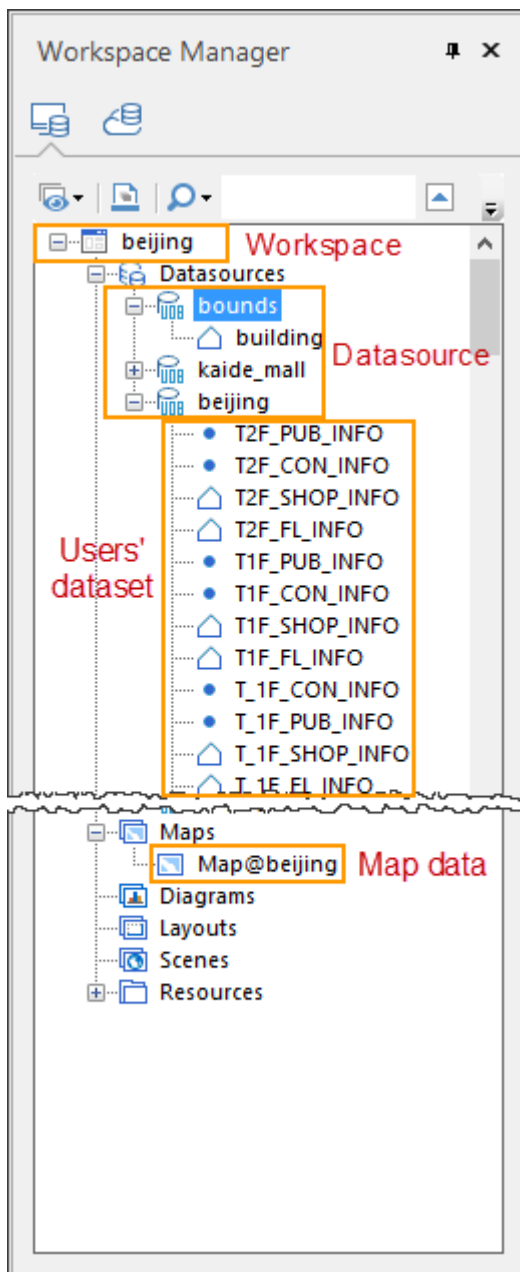 Workspace Manager
beijing Workspace
Datasources
bounds
building
Datasource
kaide_mall
beijing
T2F_PUB_INFO
T2F_CON_INFO
T2F_SHOP_INFO
T2F_FL_INFO
Users'
dataset
T1F_PUB_INFO
T1F_CON_INFO
T1F_SHOP_INFO
T1F_FL_INFO
T_1F_CON_INFO
T_1F_PUB_INFO
T_1F_SHOP_INFO
T_1F_FL_INFO
Maps
Map@beijing Map data
Diagrams
Layouts
Scenes
Resources